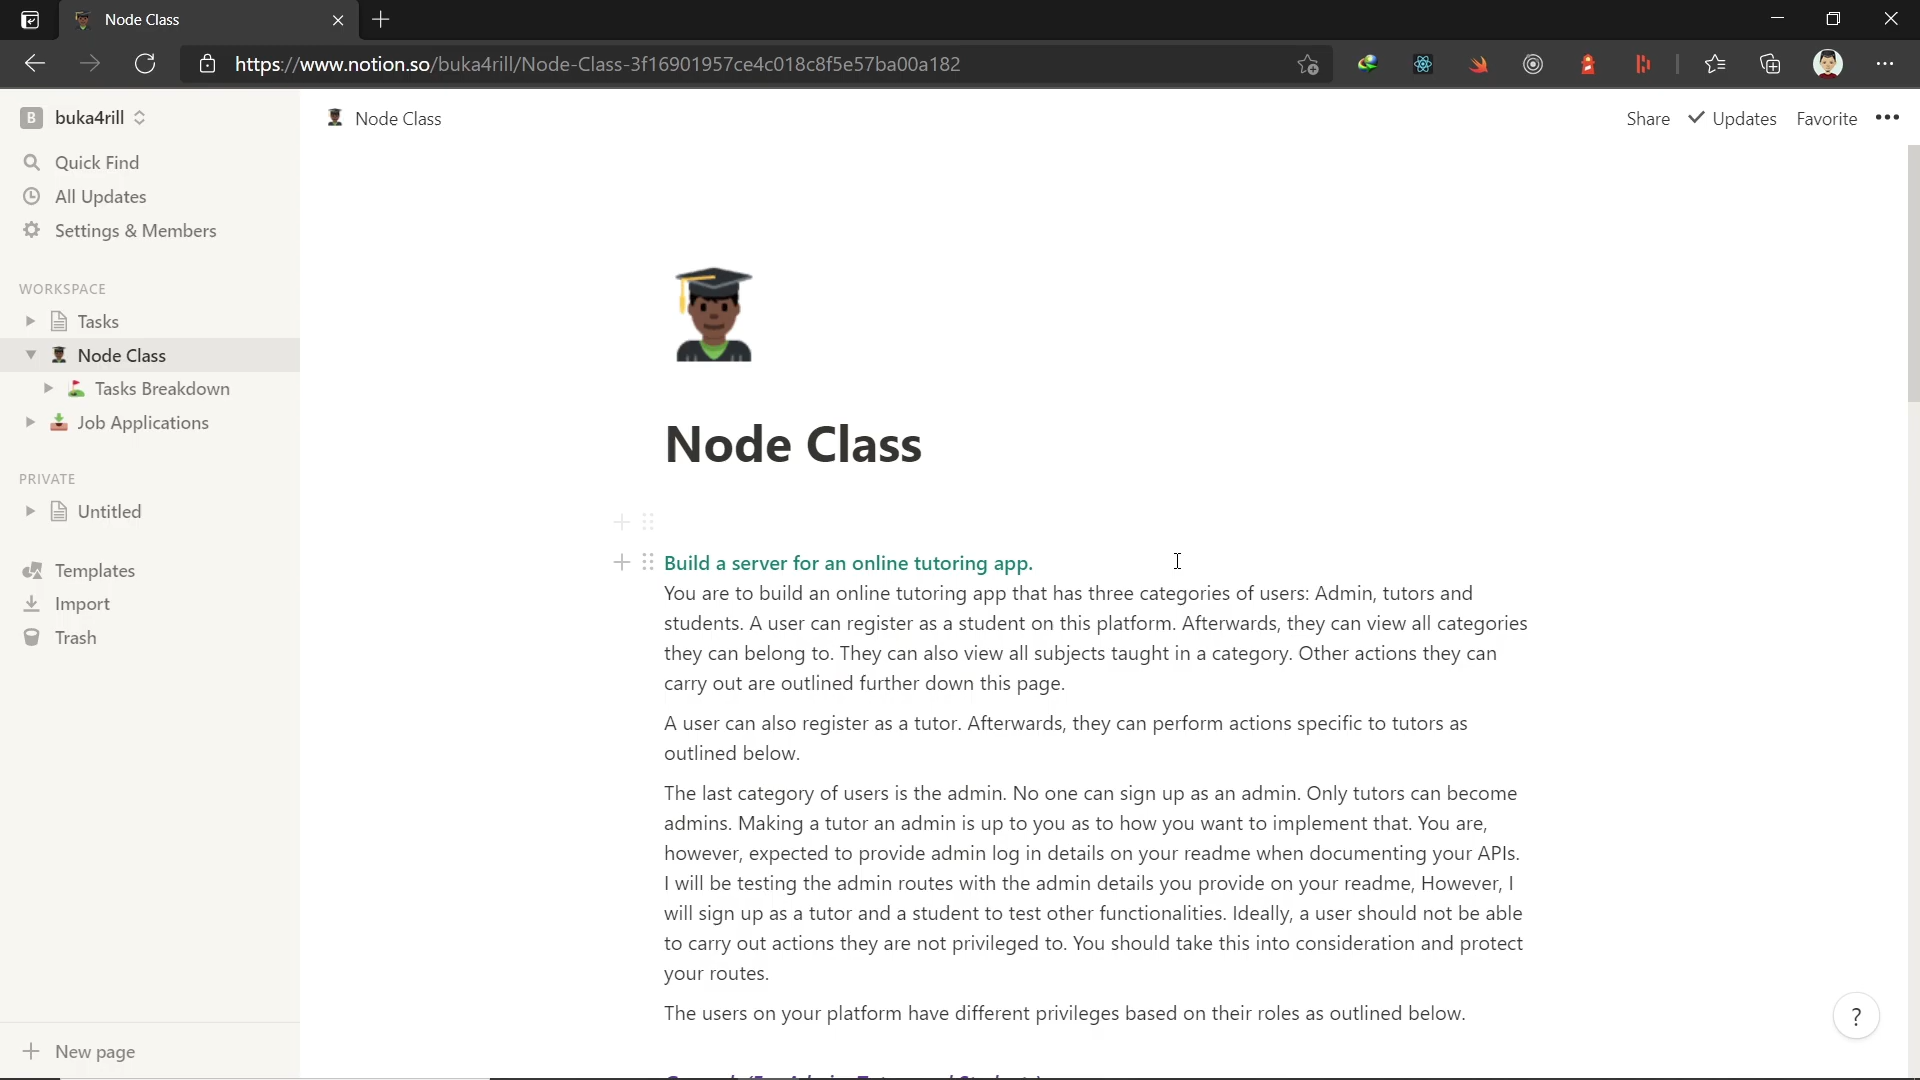 Node Class
https://www.notion.so/buka4rill/Node-Class-3f16901957ce4c018c8f5e57ba00a182
B buka4rill
Node Class
Share Updates Favorite
Quick Find
All Updates
Settings & Members
WORKSPACE
Tasks
Node Class
Tasks Breakdown
Job Applications
PRIVATE
Untitled
Templates
Import
Trash
New page
Node Class
Build a server for an online tutoring app.
You are to build an online tutoring app that has three categories of users: Admin, tutors and
students. A user can register as a student on this platform. Afterwards, they can view all categories
they can belong to. They can also view all subjects taught in a category. Other actions they can
carry out are outlined further down this page.
A user can also register as a tutor. Afterwards, they can perform actions specific to tutors as
outlined below.
The last category of users is the admin. No one can sign up as an admin. Only tutors can become
admins. Making a tutor an admin is up to you as to how you want to implement that. You are,
however, expected to provide admin log in details on your readme when documenting your APIs.
I will be testing the admin routes with the admin details you provide on your readme, However, I
will sign up as a tutor and a student to test other functionalities. Ideally, a user should not be able
to carry out actions they are not privileged to. You should take this into consideration and protect
your routes.
The users on your platform have different privileges based on their roles as outlined below.
?